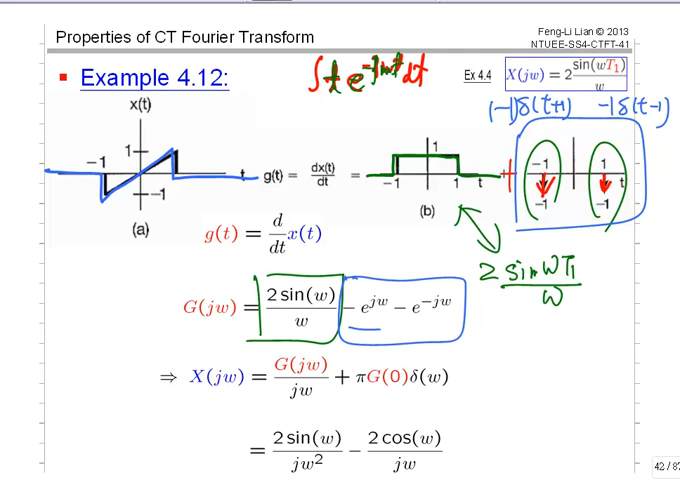 Properties of CT Fourier Transform
Feng-Li Lian © 2013
NTUEE-SS4-CTFT-41
▪ Example 4.12:
∫ t e^{-jwt} dt
Ex 4.4
X(jw) = 2 sin(wT₁)/w
x(t)
1
−1
1
t
−1
(a)
g(t) = dx(t)/dt =
1
−1
1
t
(b)
+
(−1)δ(t+1)
−1δ(t−1)
−1
1
t
−1
−1
2 sin wT₁/w
g(t) = d/dt x(t)
G(jw) = 2 sin(w)/w − e^{jw} − e^{−jw}
⇒ X(jw) = G(jw)/jw + πG(0)δ(w)
= 2 sin(w)/jw² − 2 cos(w)/jw